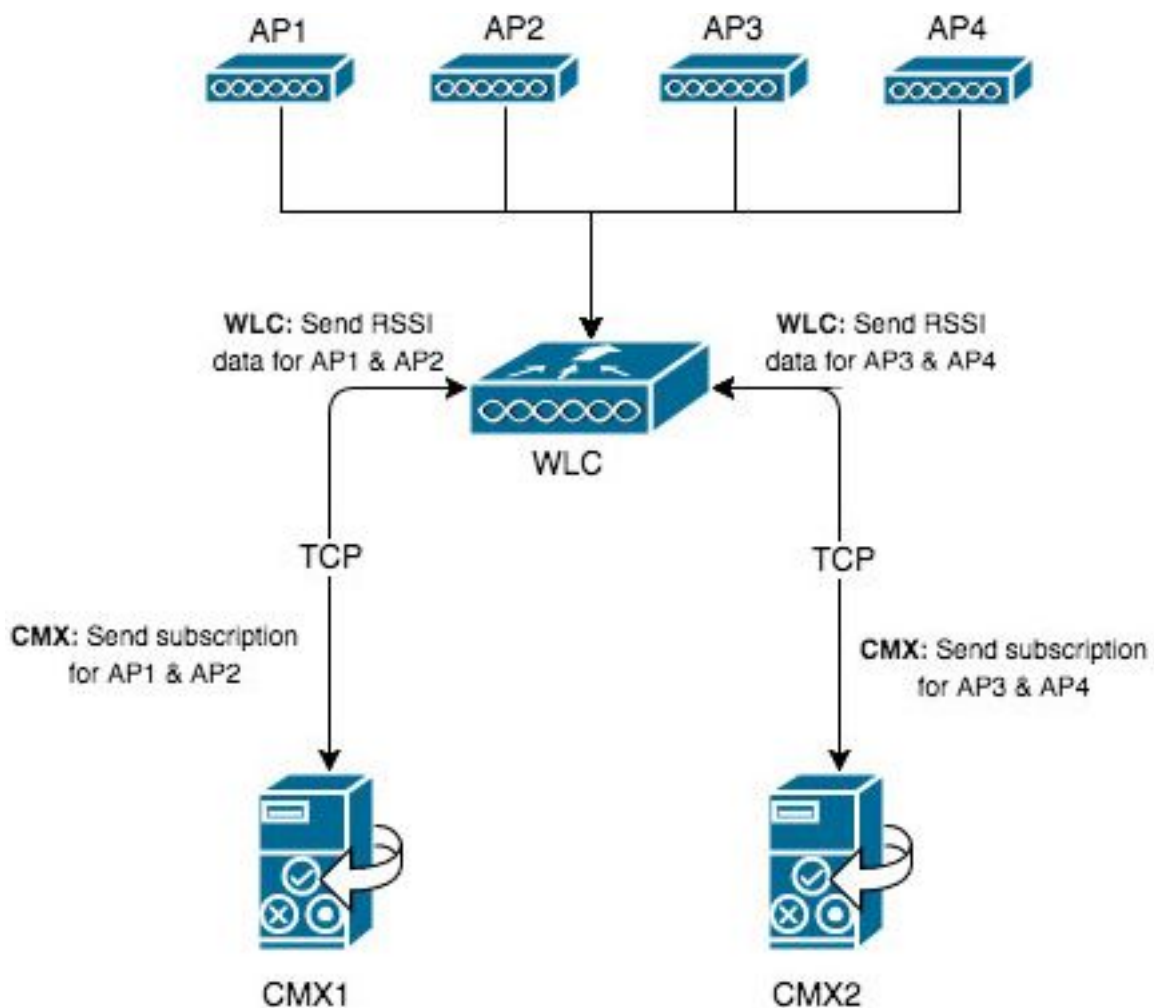 AP1
AP2
AP3
AP4
WLC: Send RSSI
data for AP1 & AP2
WLC: Send RSSI
data for AP3 & AP4
WLC
TCP
TCP
CMX: Send subscription
for AP1 & AP2
CMX: Send subscription
for AP3 & AP4
CMX1
CMX2